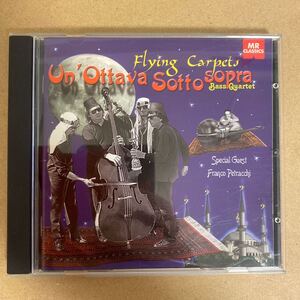 MR
CLASSICS
Flying Carpets
Un'Ottava Sotto sopra
Bass Quartet
Special Guest
Franco Petracchi